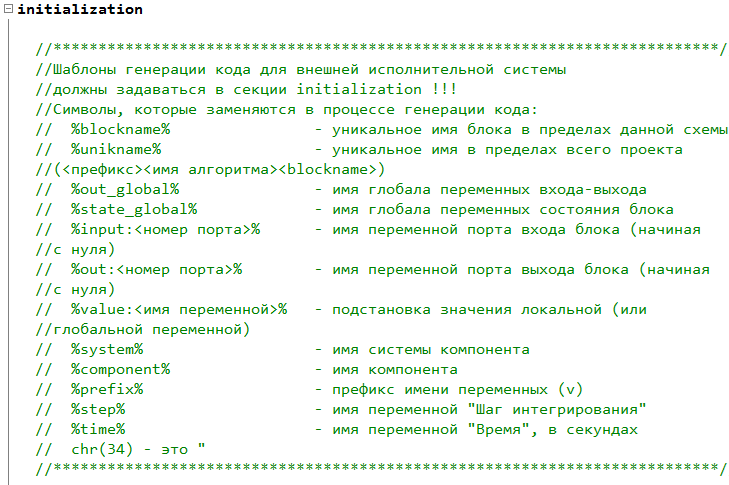 initialization
//**************************************************************************/
//Шаблоны генерации кода для внешней исполнительной системы
//должны задаваться в секции initialization !!!
//Символы, которые заменяются в процессе генерации кода:
//  %blockname%                - уникальное имя блока в пределах данной схемы
//  %unikname%                 - уникальное имя в пределах всего проекта
//(<префикс><имя алгоритма><blockname>)
//  %out_global%               - имя глобала переменных входа-выхода
//  %state_global%             - имя глобала переменных состояния блока
//  %input:<номер порта>%      - имя переменной порта входа блока (начиная
//с нуля)
//  %out:<номер порта>%        - имя переменной порта выхода блока (начиная
//с нуля)
//  %value:<имя переменной>%   - подстановка значения локальной (или
//глобальной переменной)
//  %system%                   - имя системы компонента
//  %component%                - имя компонента
//  %prefix%                   - префикс имени переменных (v)
//  %step%                     - имя переменной "Шаг интегрирования"
//  %time%                     - имя переменной "Время", в секундах
//  chr(34) - это "
//**************************************************************************/